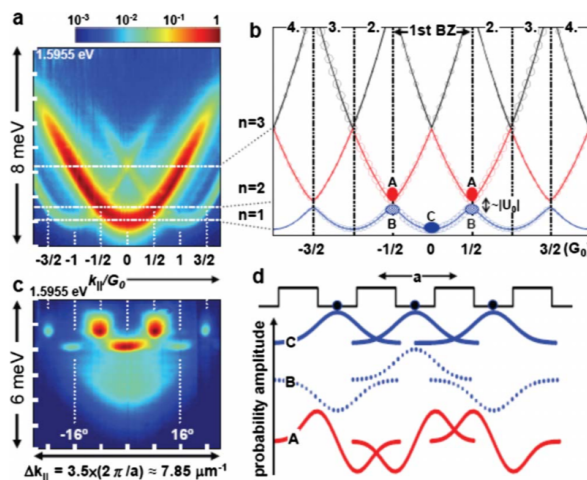 a
10⁻³ 10⁻² 10⁻¹ 1
1.5955 eV
8 meV
n=3
n=2
n=1
-3/2 -1 -1/2 0 1/2 1 3/2
k||/G₀
b
4. 3. 2. 1st BZ 2. 3. 4.
A A
B C B
~|U₀|
-3/2 -1/2 0 1/2 3/2 (G₀)
c
1.5955 eV
6 meV
-16° 16°
Δk|| = 3.5×(2π/a) ≈ 7.85 μm⁻¹
d
a
probability amplitude
C
B
A